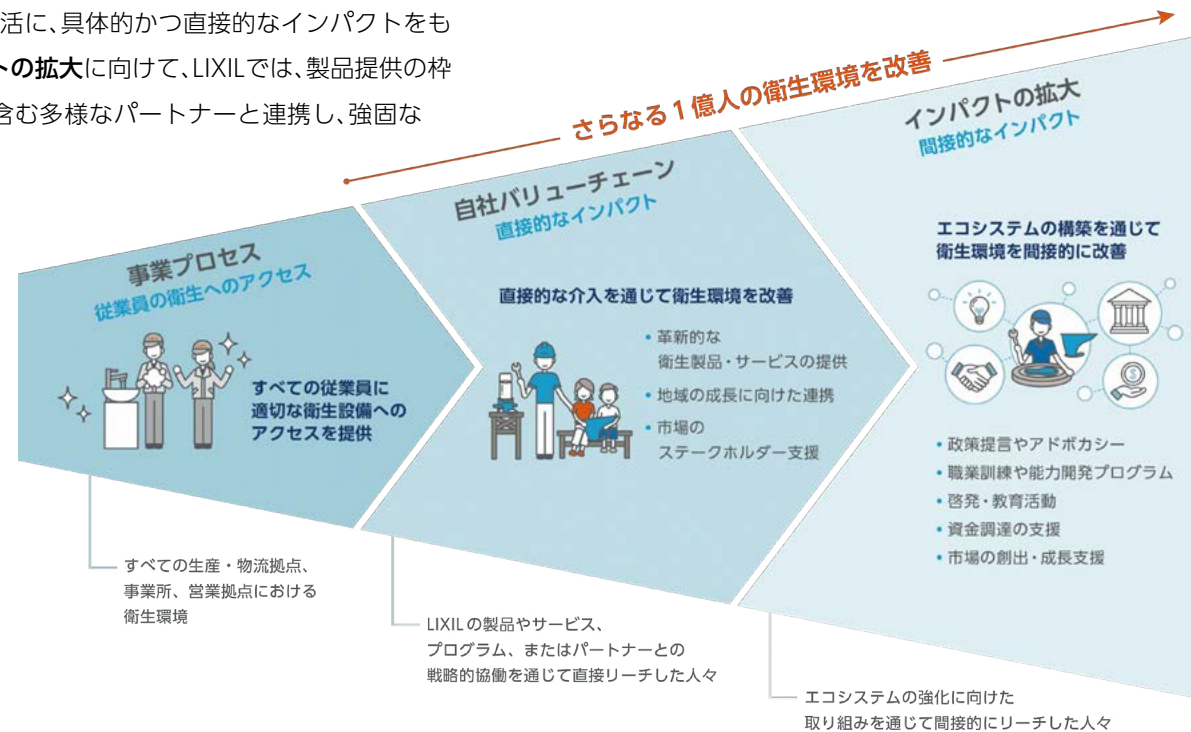 活に、具体的かつ直接的なインパクトをも
トの拡大に向けて、LIXILでは、製品提供の枠
含む多様なパートナーと連携し、強固な
さらなる1億人の衛生環境を改善
事業プロセス
従業員の衛生へのアクセス
すべての従業員に
適切な衛生設備への
アクセスを提供
すべての生産・物流拠点、
事業所、営業拠点における
衛生環境
自社バリューチェーン
直接的なインパクト
直接的な介入を通じて衛生環境を改善
• 革新的な
衛生製品・サービスの提供
• 地域の成長に向けた連携
• 市場の
ステークホルダー支援
LIXILの製品やサービス、
プログラム、またはパートナーとの
戦略的協働を通じて直接リーチした人々
インパクトの拡大
間接的なインパクト
エコシステムの構築を通じて
衛生環境を間接的に改善
$
• 政策提言やアドボカシー
• 職業訓練や能力開発プログラム
• 啓発・教育活動
• 資金調達の支援
• 市場の創出・成長支援
エコシステムの強化に向けた
取り組みを通じて間接的にリーチした人々